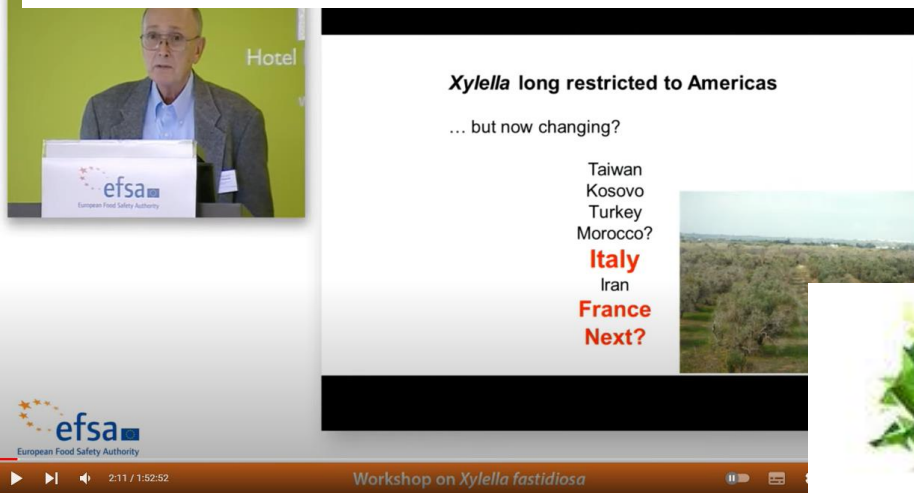 Hotel
efsa
European Food Safety Authority
Xylella long restricted to Americas
… but now changing?
Taiwan
Kosovo
Turkey
Morocco?
Italy
Iran
France
Next?
efsa
European Food Safety Authority
2:11 / 1:52:52
Workshop on Xylella fastidiosa